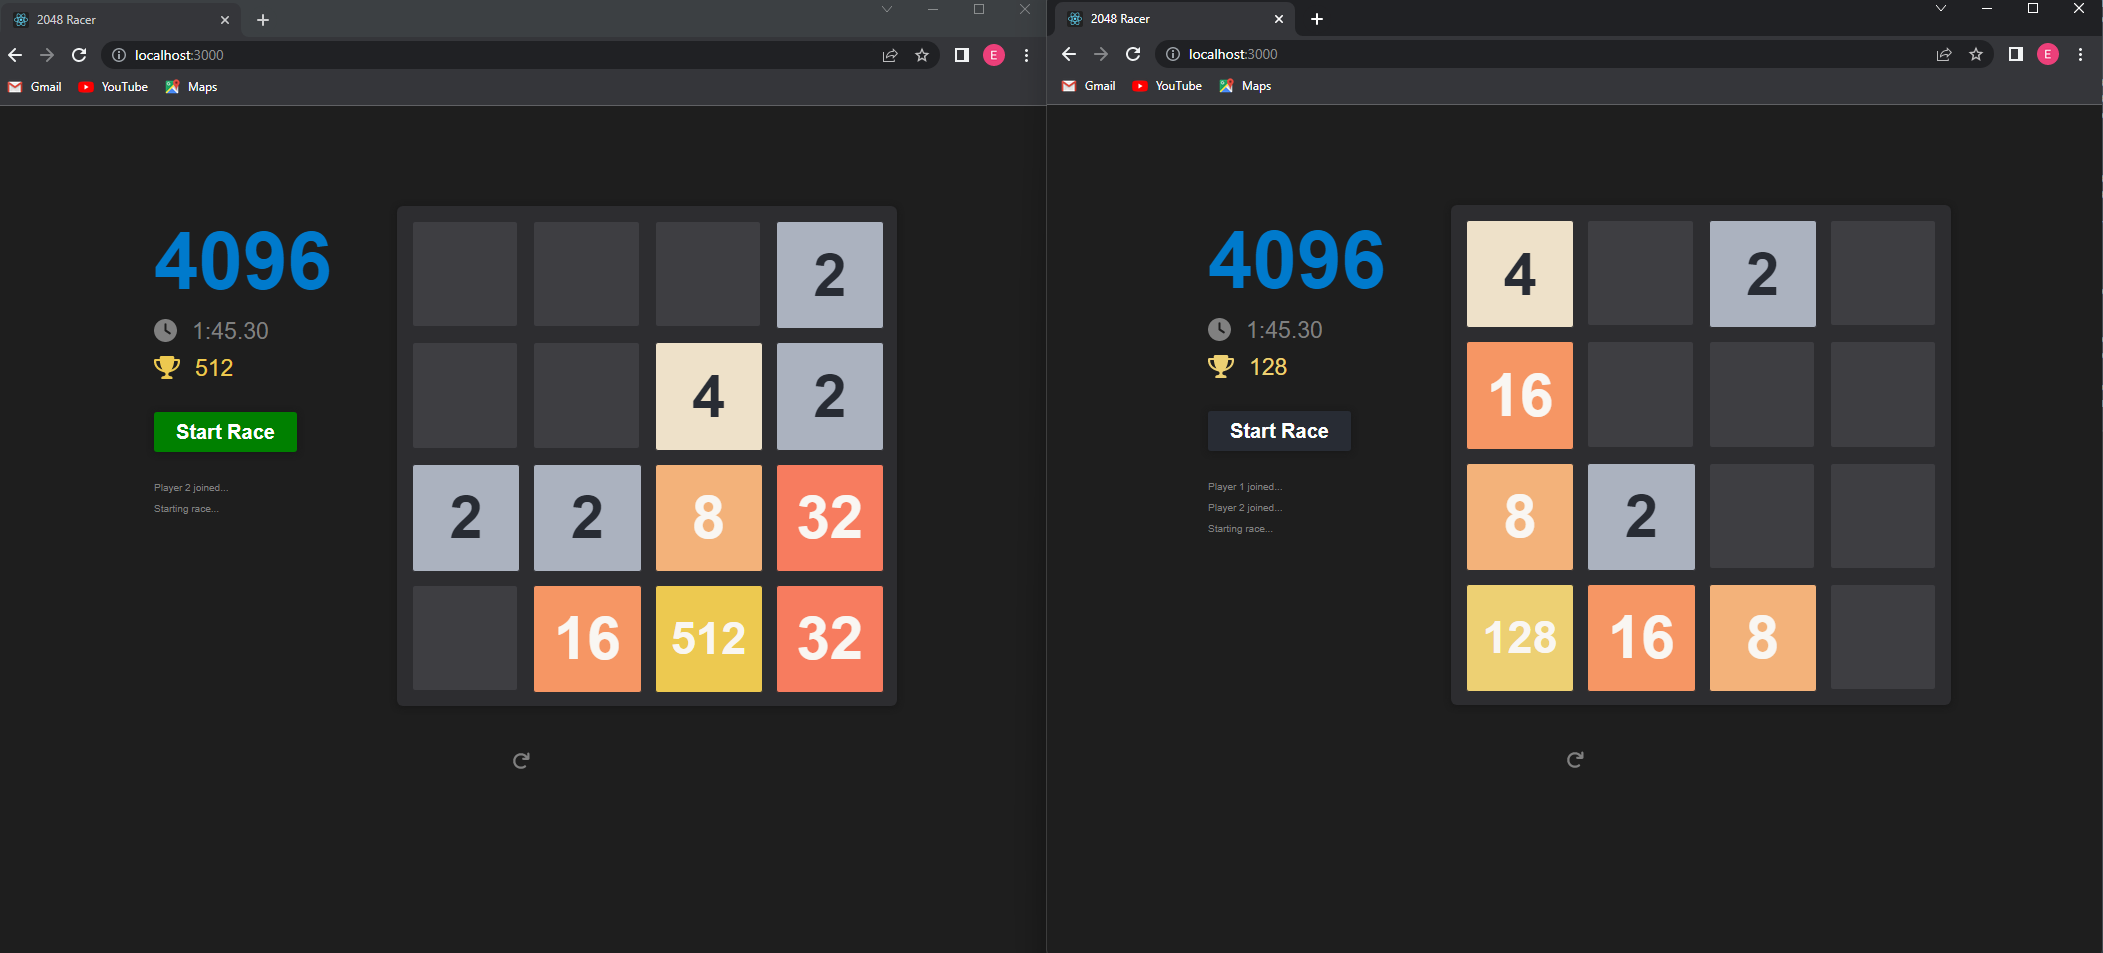 2048 Racer
localhost:3000
E
Gmail YouTube Maps
4096
1:45.30
512
Start Race
Player 2 joined...
Starting race...
2
4 2
2 2 8 32
16 512 32
2048 Racer
localhost:3000
E
Gmail YouTube Maps
4096
1:45.30
128
Start Race
Player 1 joined...
Player 2 joined...
Starting race...
4 2
16
8 2
128 16 8